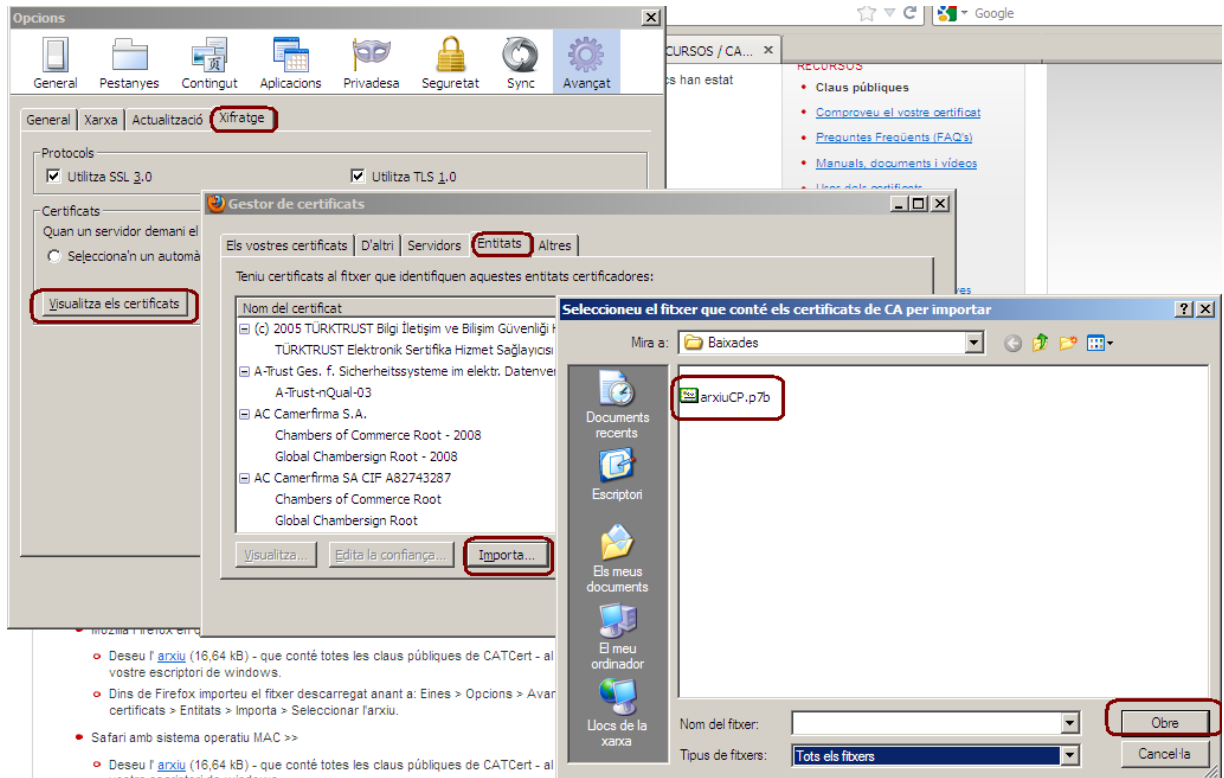 Opcions
General Pestanyes Contingut Aplicacions Privadesa Seguretat Sync Avançat
General Xarxa Actualització Xifratge
Protocols
Utilitza SSL 3.0 Utilitza TLS 1.0
Certificats
Quan un servidor demani el
Selecciona'n un automà
Visualitza els certificats
Google
CURSOS / CA...
cs han estat
RECURSOS
Claus públiques
Comproveu el vostre certificat
Preguntes Freqüents (FAQ's)
Manuals, documents i vídeos
Usos dels certificats
Gestor de certificats
Els vostres certificats D'altri Servidors Entitats Altres
Teniu certificats al fitxer que identifiquen aquestes entitats certificadores:
Nom del certificat
(c) 2005 TÜRKTRUST Bilgi İletişim ve Bilişim Güvenliği
TÜRKTRUST Elektronik Sertifika Hizmet Sağlayıcısı
A-Trust Ges. f. Sicherheitssysteme im elektr. Datenver
A-Trust-nQual-03
AC Camerfirma S.A.
Chambers of Commerce Root - 2008
Global Chambersign Root - 2008
AC Camerfirma SA CIF A82743287
Chambers of Commerce Root
Global Chambersign Root
Visualitza... Edita la confiança... Importa...
Seleccioneu el fitxer que conté els certificats de CA per importar
Mira a: Baixades
arxiuCP.p7b
Documents
recents
Escriptori
Els meus
documents
El meu
ordinador
Llocs de la
xarxa
Nom del fitxer: Obre
Tipus de fitxers: Tots els fitxers Cancel·la
Mozilla Firefox en
Deseu l' arxiu (16,64 kB) - que conté totes les claus públiques de CATCert - al
vostre escriptori de windows.
Dins de Firefox importeu el fitxer descarregat anant a: Eines > Opcions > Avan
certificats > Entitats > Importa > Seleccionar l'arxiu.
Safari amb sistema operatiu MAC >>
Deseu l' arxiu (16,64 kB) - que conté totes les claus públiques de CATCert - al
vostre escriptori de windows